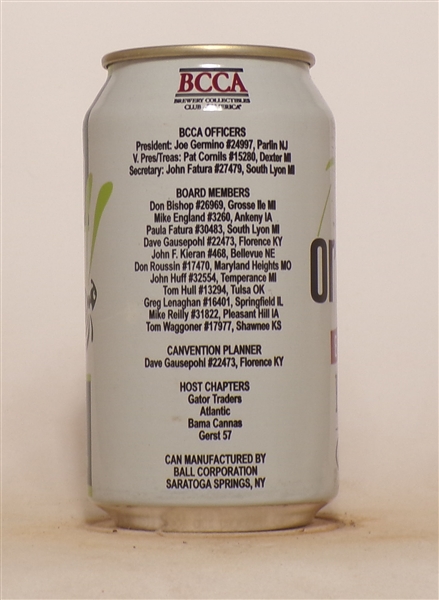 BCCA
BREWERY COLLECTIBLES
CLUB OF AMERICA
BCCA OFFICERS
President: Joe Germino #24997, Parlin NJ
V. Pres/Treas: Pat Cornils #15280, Dexter MI
Secretary: John Fatura #27479, South Lyon MI
BOARD MEMBERS
Don Bishop #26969, Grosse Ile MI
Mike England #3260, Ankeny IA
Paula Fatura #30483, South Lyon MI
Dave Gausepohl #22473, Florence KY
John F. Kieran #468, Bellevue NE
Don Roussin #17470, Maryland Heights MO
John Huff #32554, Temperance MI
Tom Hull #13294, Tulsa OK
Greg Lenaghan #16401, Springfield IL
Mike Reilly #31822, Pleasant Hill IA
Tom Waggoner #17977, Shawnee KS
CANVENTION PLANNER
Dave Gausepohl #22473, Florence KY
HOST CHAPTERS
Gator Traders
Atlantic
Bama Cannas
Gerst 57
CAN MANUFACTURED BY
BALL CORPORATION
SARATOGA SPRINGS, NY